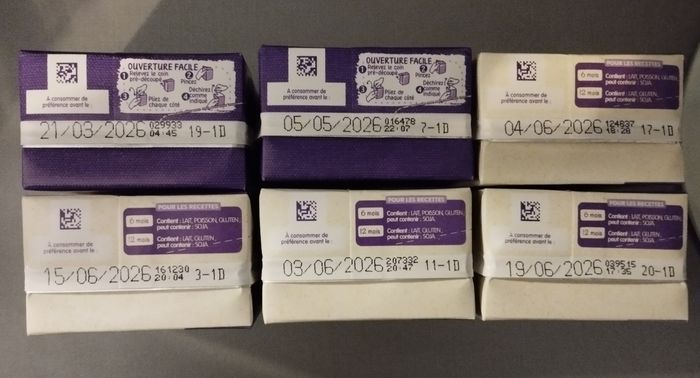 OUVERTURE FACILE
1 Relevez le coin pré-découpé
2 Pincez
3 Pliez de chaque côté
4 Déchirez comme indiqué
À consommer de
préférence avant le :
21/03/2026 029933 04:45 19-1D
OUVERTURE FACILE
1 Relevez le coin pré-découpé
2 Pincez
3 Pliez de chaque côté
4 Déchirez comme indiqué
À consommer de
préférence avant le :
05/05/2026 016478 22:07 7-1D
POUR LES RECETTES
6 mois Contient : LAIT, POISSON, GLUTEN,
peut contenir : SOJA.
12 mois Contient : LAIT, GLUTEN,
peut contenir : SOJA.
À consommer de
préférence avant le :
04/06/2026 124837 18:28 17-1D
POUR LES RECETTES
6 mois Contient : LAIT, POISSON, GLUTEN,
peut contenir : SOJA.
12 mois Contient : LAIT, GLUTEN,
peut contenir : SOJA.
À consommer de
préférence avant le :
15/06/2026 161230 20:04 3-1D
POUR LES RECETTES
6 mois Contient : LAIT, POISSON, GLUTEN,
peut contenir : SOJA.
12 mois Contient : LAIT, GLUTEN,
peut contenir : SOJA.
À consommer de
préférence avant le :
03/06/2026 207332 20:47 11-1D
POUR LES RECETTES
6 mois Contient : LAIT, POISSON, GLUTEN,
peut contenir : SOJA.
12 mois Contient : LAIT, GLUTEN,
peut contenir : SOJA.
À consommer de
préférence avant le :
19/06/2026 039515 17:35 20-1D